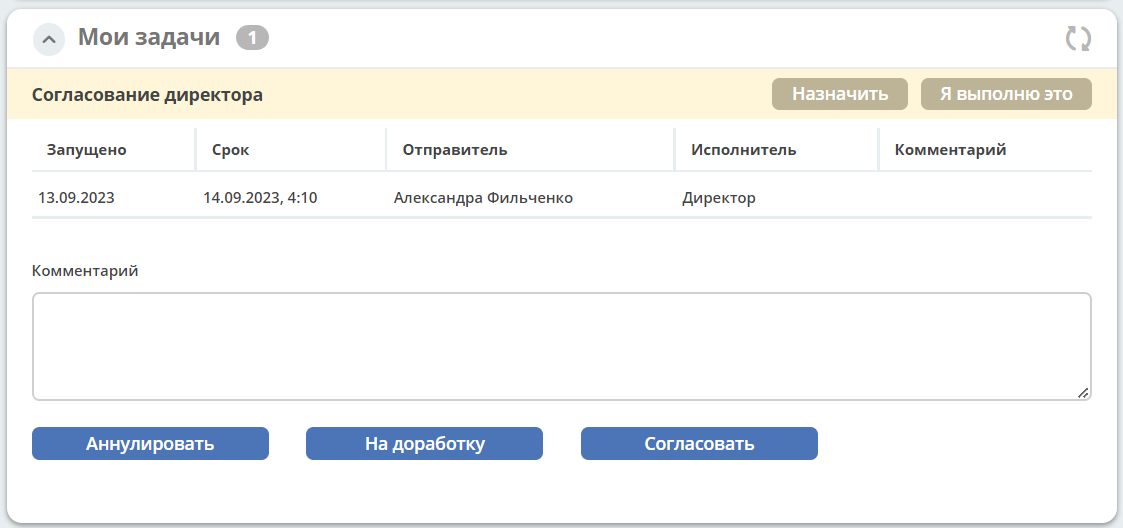 Мои задачи 1
Согласование директора Назначить Я выполню это
Запущено Срок Отправитель Исполнитель Комментарий
13.09.2023 14.09.2023, 4:10 Александра Фильченко Директор
Комментарий
Аннулировать На доработку Согласовать